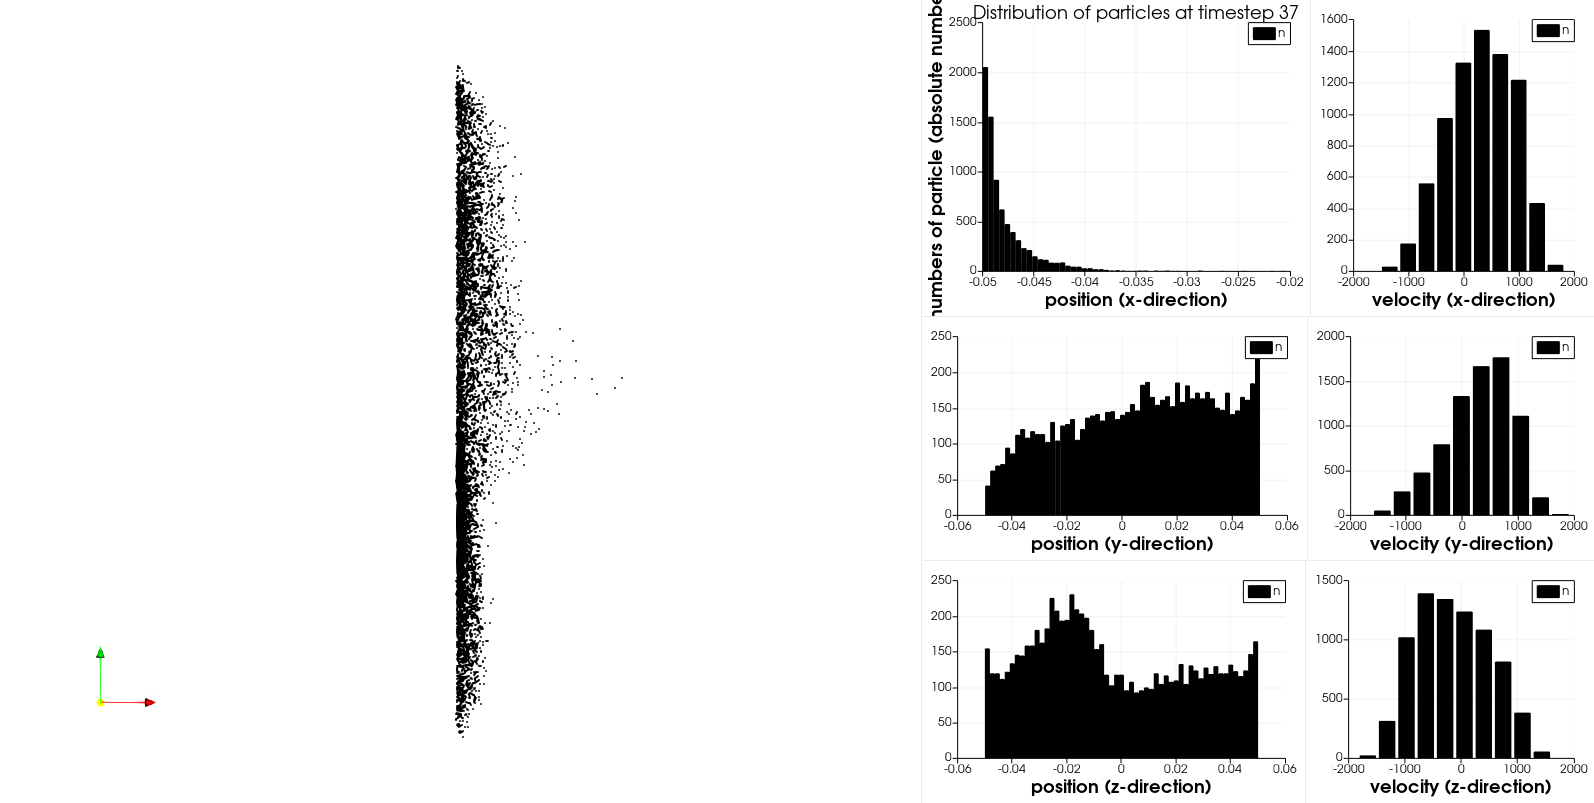 Distribution of particles at timestep 37
numbers of particle (absolute numbe
2500
2000
1500
1000
500
0
n
-0.05 -0.045 -0.04 -0.035 -0.03 -0.025 -0.02
position (x-direction)
1600
1400
1200
1000
800
600
400
200
0
n
-2000 -1000 0 1000 2000
velocity (x-direction)
250
200
150
100
50
0
n
-0.06 -0.04 -0.02 0 0.02 0.04 0.06
position (y-direction)
2000
1500
1000
500
0
n
-2000 -1000 0 1000 2000
velocity (y-direction)
250
200
150
100
50
0
n
-0.06 -0.04 -0.02 0 0.02 0.04 0.06
position (z-direction)
1500
1000
500
0
n
-2000 -1000 0 1000 2000
velocity (z-direction)